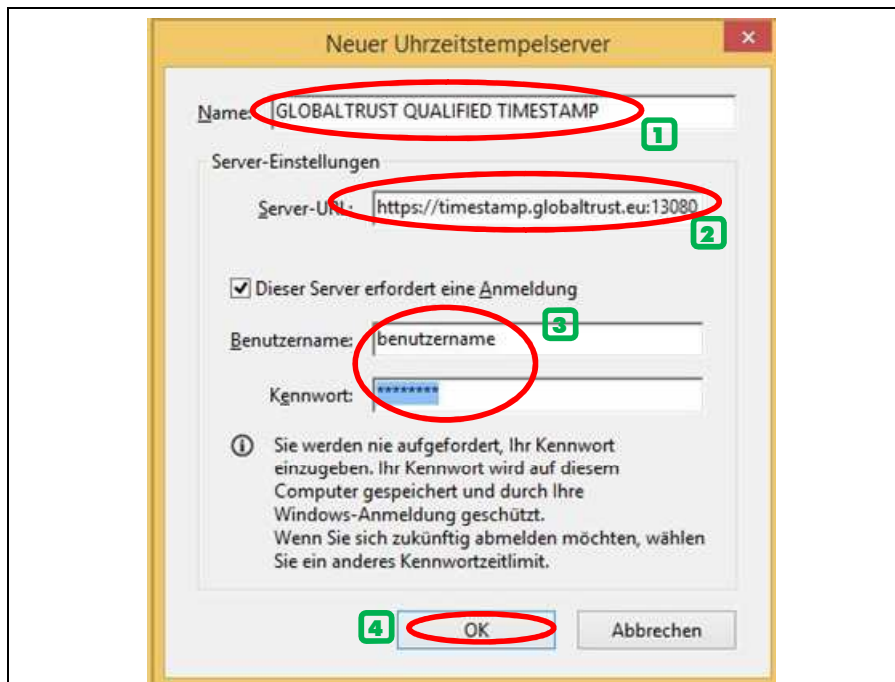 Neuer Uhrzeitstempelserver
Name: GLOBALTRUST QUALIFIED TIMESTAMP
1
Server-Einstellungen
Server-URL: https://timestamp.globaltrust.eu:13080
2
Dieser Server erfordert eine Anmeldung
3
Benutzername: benutzername
Kennwort: ********
Sie werden nie aufgefordert, Ihr Kennwort
einzugeben. Ihr Kennwort wird auf diesem
Computer gespeichert und durch Ihre
Windows-Anmeldung geschützt.
Wenn Sie sich zukünftig abmelden möchten, wählen
Sie ein anderes Kennwortzeitlimit.
4 OK Abbrechen